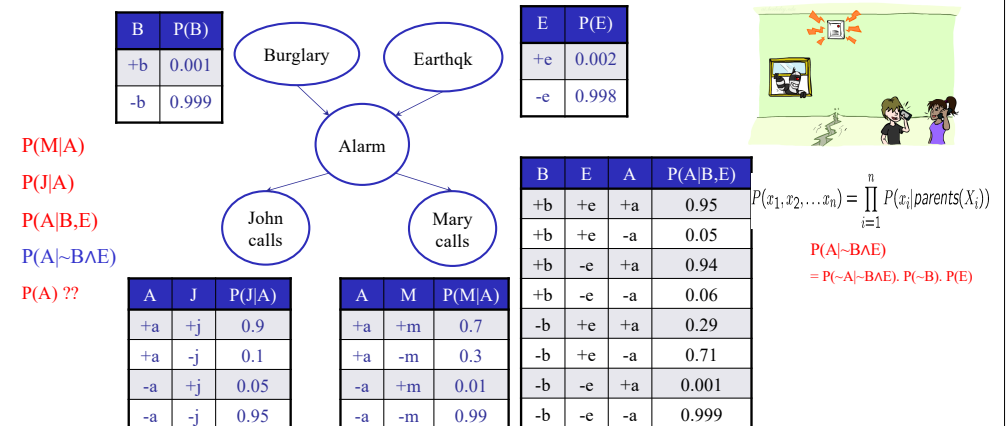 B P(B)
+b 0.001
-b 0.999
Burglary
Earthqk
E P(E)
+e 0.002
-e 0.998
Alarm
John
calls
Mary
calls
P(M|A)
P(J|A)
P(A|B,E)
P(A|~B∧E)
P(A) ??
A J P(J|A)
+a +j 0.9
+a -j 0.1
-a +j 0.05
-a -j 0.95
A M P(M|A)
+a +m 0.7
+a -m 0.3
-a +m 0.01
-a -m 0.99
B E A P(A|B,E)
+b +e +a 0.95
+b +e -a 0.05
+b -e +a 0.94
+b -e -a 0.06
-b +e +a 0.29
-b +e -a 0.71
-b -e +a 0.001
-b -e -a 0.999
P(x₁,x₂,…xₙ) = ∏ⁿᵢ₌₁ P(xᵢ|parents(Xᵢ))
P(A|~B∧E)
= P(~A|~B∧E). P(~B). P(E)